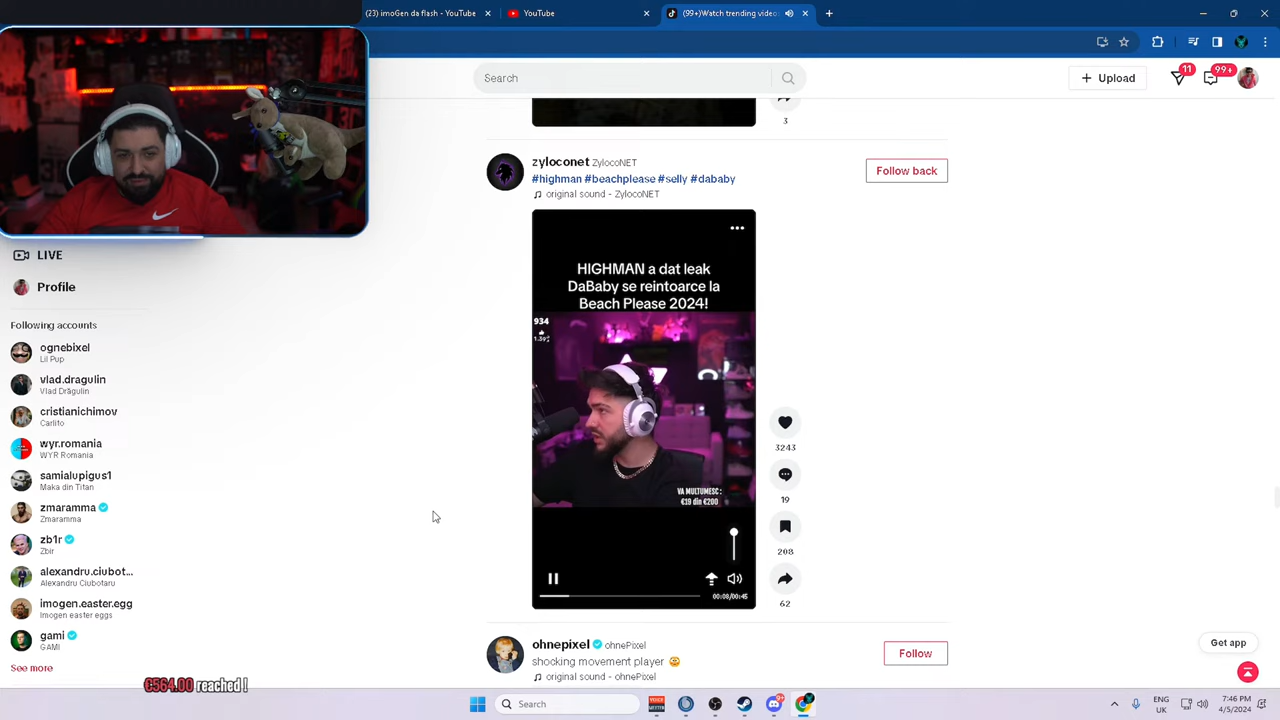 (23) imoGen da flash - YouTube
YouTube
(99+) Watch trending video
Search
Upload
11
99+
3
zyloconet ZylocoNET
#highman #beachplease #selly #dababy
original sound - ZylocoNET
Follow back
HIGHMAN a dat leak
DaBaby se reintoarce la
Beach Please 2024!
934
VA MULTUMESC :
€19 din €200
00:08/00:45
3243
19
208
62
LIVE
Profile
Following accounts
ognebixel
Lil Pup
vlad.dragulin
Vlad Drăgulin
cristianichimov
Carlito
wyr.romania
WYR Romania
samialupigus1
Maka din Titan
zmaramma
Zmaramma
zb1r
Zbir
alexandru.ciubot...
Alexandru Ciubotaru
imogen.easter.egg
Imogen easter eggs
gami
GAMI
See more
ohnepixel ohnePixel
shocking movement player
original sound - ohnePixel
Follow
Get app
€564.00 reached !
Search
ENG
UK
7:46 PM
4/5/2024